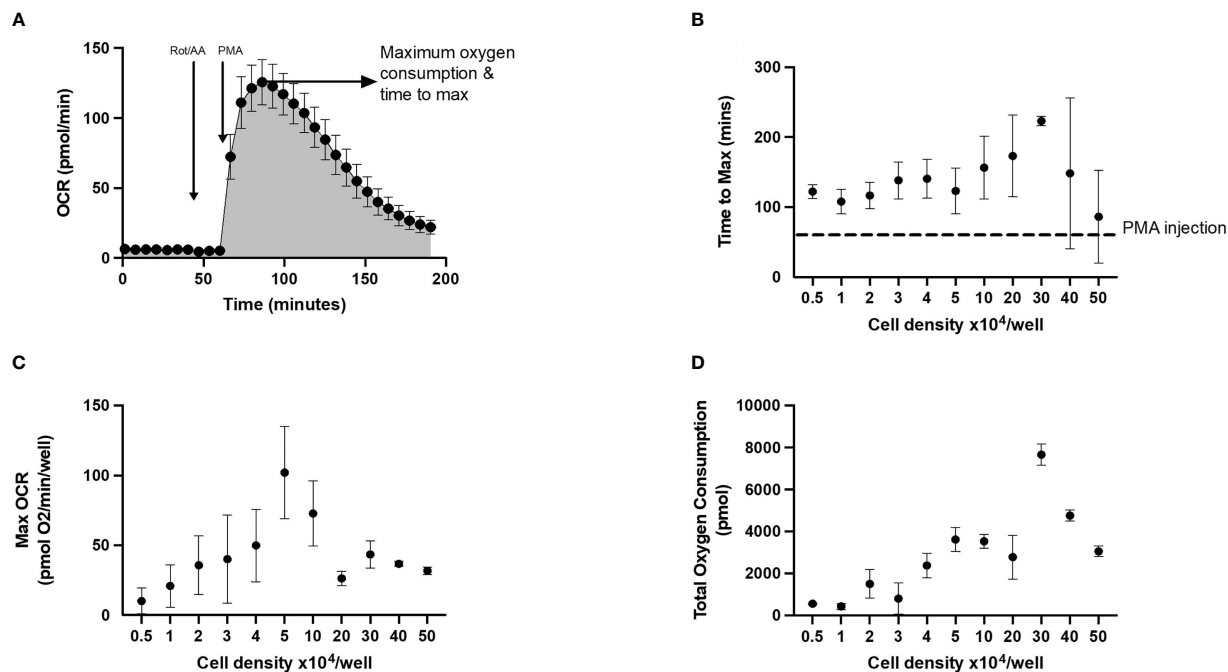 A
150
100
50
0
OCR (pmol/min)
Rot/AA
PMA
Maximum oxygen
consumption &
time to max
0
50
100
150
200
Time (minutes)
B
300
200
100
0
Time to Max (mins)
PMA injection
0.5 1 2 3 4 5 10 20 30 40 50
Cell density x10⁴/well
C
150
100
50
0
Max OCR
(pmol O2/min/well)
0.5 1 2 3 4 5 10 20 30 40 50
Cell density x10⁴/well
D
10000
8000
6000
4000
2000
0
Total Oxygen Consumption
(pmol)
0.5 1 2 3 4 5 10 20 30 40 50
Cell density x10⁴/well